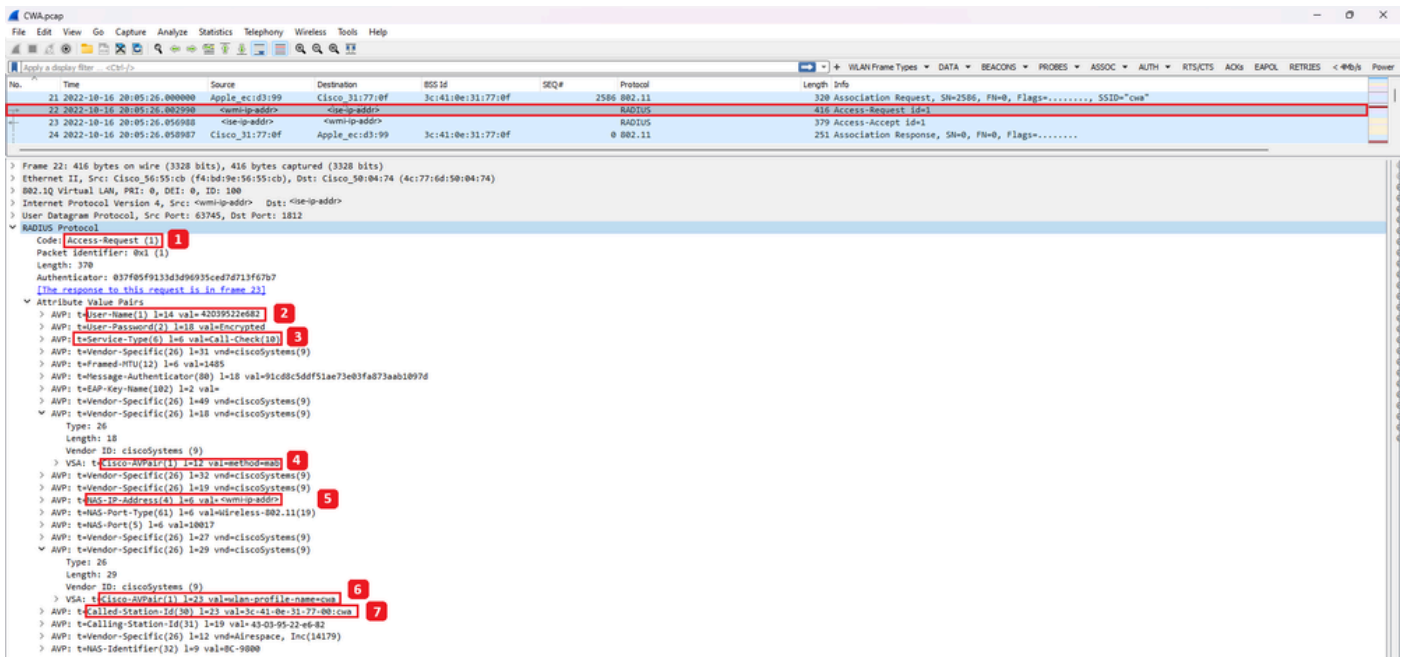 CWA.pcap
File Edit View Go Capture Analyze Statistics Telephony Wireless Tools Help
Apply a display filter ... <Ctrl-/>
+ WLAN Frame Types DATA BEACONS PROBES ASSOC AUTH RTS/CTS ACKs EAPOL RETRIES < 4Mb/s Power
No. Time Source Destination BSS Id SEQ# Protocol Length Info
21 2022-10-16 20:05:26.000000 Apple_ec:d3:99 Cisco_31:77:0f 3c:41:0e:31:77:0f 2586 802.11 320 Association Request, SN=2586, FN=0, Flags=........, SSID="cwa"
22 2022-10-16 20:05:26.002990 <wmi-ip-addr> <ise-ip-addr> RADIUS 416 Access-Request id=1
23 2022-10-16 20:05:26.056988 <ise-ip-addr> <wmi-ip-addr> RADIUS 379 Access-Accept id=1
24 2022-10-16 20:05:26.058987 Cisco_31:77:0f Apple_ec:d3:99 3c:41:0e:31:77:0f 0 802.11 251 Association Response, SN=0, FN=0, Flags=........
> Frame 22: 416 bytes on wire (3328 bits), 416 bytes captured (3328 bits)
> Ethernet II, Src: Cisco_56:55:cb (f4:bd:9e:56:55:cb), Dst: Cisco_50:04:74 (4c:77:6d:50:04:74)
> 802.1Q Virtual LAN, PRI: 0, DEI: 0, ID: 100
> Internet Protocol Version 4, Src: <wmi-ip-addr> Dst: <ise-ip-addr>
> User Datagram Protocol, Src Port: 63745, Dst Port: 1812
RADIUS Protocol
Code: Access-Request (1) 1
Packet identifier: 0x1 (1)
Length: 370
Authenticator: 037f05f9133d3d96935ced7d713f67b7
[The response to this request is in frame 23]
Attribute Value Pairs
> AVP: t=User-Name(1) l=14 val=42039522e682 2
> AVP: t=User-Password(2) l=18 val=Encrypted
> AVP: t=Service-Type(6) l=6 val=Call-Check(10) 3
> AVP: t=Vendor-Specific(26) l=31 vnd=ciscoSystems(9)
> AVP: t=Framed-MTU(12) l=6 val=1485
> AVP: t=Message-Authenticator(80) l=18 val=91cd8c5ddf51ae73e03fa873aab1097d
> AVP: t=EAP-Key-Name(102) l=2 val=
> AVP: t=Vendor-Specific(26) l=49 vnd=ciscoSystems(9)
AVP: t=Vendor-Specific(26) l=18 vnd=ciscoSystems(9)
Type: 26
Length: 18
Vendor ID: ciscoSystems (9)
> VSA: t=Cisco-AVPair(1) l=12 val=method=mab 4
> AVP: t=Vendor-Specific(26) l=32 vnd=ciscoSystems(9)
> AVP: t=Vendor-Specific(26) l=19 vnd=ciscoSystems(9)
> AVP: t=NAS-IP-Address(4) l=6 val=<wmi-ip-addr> 5
> AVP: t=NAS-Port-Type(61) l=6 val=Wireless-802.11(19)
> AVP: t=NAS-Port(5) l=6 val=10017
> AVP: t=Vendor-Specific(26) l=27 vnd=ciscoSystems(9)
AVP: t=Vendor-Specific(26) l=29 vnd=ciscoSystems(9)
Type: 26
Length: 29
Vendor ID: ciscoSystems (9)
> VSA: t=Cisco-AVPair(1) l=23 val=wlan-profile-name=cwa 6
> AVP: t=Called-Station-Id(30) l=23 val=3c-41-0e-31-77-00:cwa 7
> AVP: t=Calling-Station-Id(31) l=19 val=43-03-95-22-e6-82
> AVP: t=Vendor-Specific(26) l=12 vnd=Airespace, Inc(14179)
> AVP: t=NAS-Identifier(32) l=9 val=BC-9800